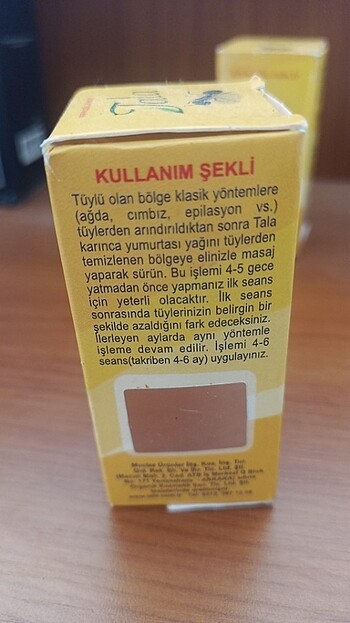 Tala
KULLANIM ŞEKLİ
Tüylü olan bölge klasik yöntemlere
(ağda, cımbız, epilasyon vs.)
tüylerden arındırıldıktan sonra Tala
karınca yumurtası yağını tüylerden
temizlenen bölgeye elinizle masaj
yaparak sürün. Bu işlemi 4-5 gece
yatmadan önce yapmanız ilk seans
için yeterli olacaktır. İlk seans
sonrasında tüylerinizin belirgin bir
şekilde azaldığını fark edeceksiniz.
İlerleyen aylarda aynı yöntemle
işleme devam edilir. İşlemi 4-6
seans(takriben 4-6 ay) uygulayınız.